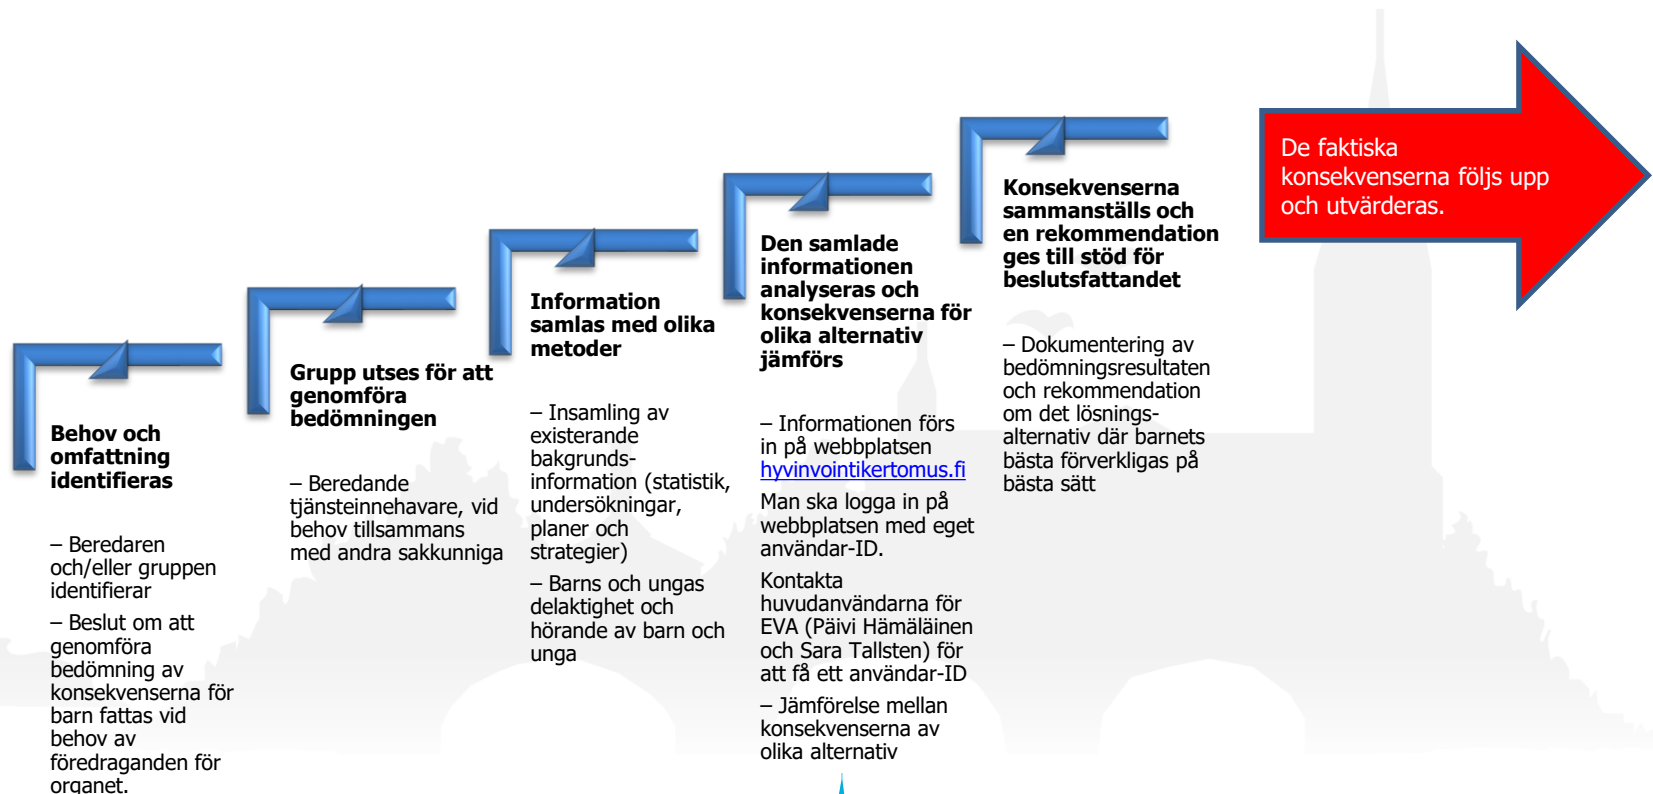 Behov och
omfattning
identifieras
– Beredaren
och/eller gruppen
identifierar
– Beslut om att
genomföra
bedömning av
konsekvenserna för
barn fattas vid
behov av
föredraganden för
organet.
Grupp utses för att
genomföra
bedömningen
– Beredande
tjänsteinnehavare, vid
behov tillsammans
med andra sakkunniga
Information
samlas med olika
metoder
– Insamling av
existerande
bakgrunds-
information (statistik,
undersökningar,
planer och
strategier)
– Barns och ungas
delaktighet och
hörande av barn och
unga
Den samlade
informationen
analyseras och
konsekvenserna för
olika alternativ
jämförs
– Informationen förs
in på webbplatsen
hyvinvointikertomus.fi
Man ska logga in på
webbplatsen med eget
användar-ID.
Kontakta
huvudanvändarna för
EVA (Päivi Hämäläinen
och Sara Tallsten) för
att få ett användar-ID
– Jämförelse mellan
konsekvenserna av
olika alternativ
Konsekvenserna
sammanställs och
en rekommendation
ges till stöd för
beslutsfattandet
– Dokumentering av
bedömningsresultaten
och rekommendation
om det lösnings-
alternativ där barnets
bästa förverkligas på
bästa sätt
De faktiska
konsekvenserna följs upp
och utvärderas.